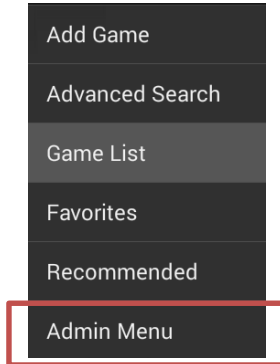 Add Game
Advanced Search
Game List
Favorites
Recommended
Admin Menu